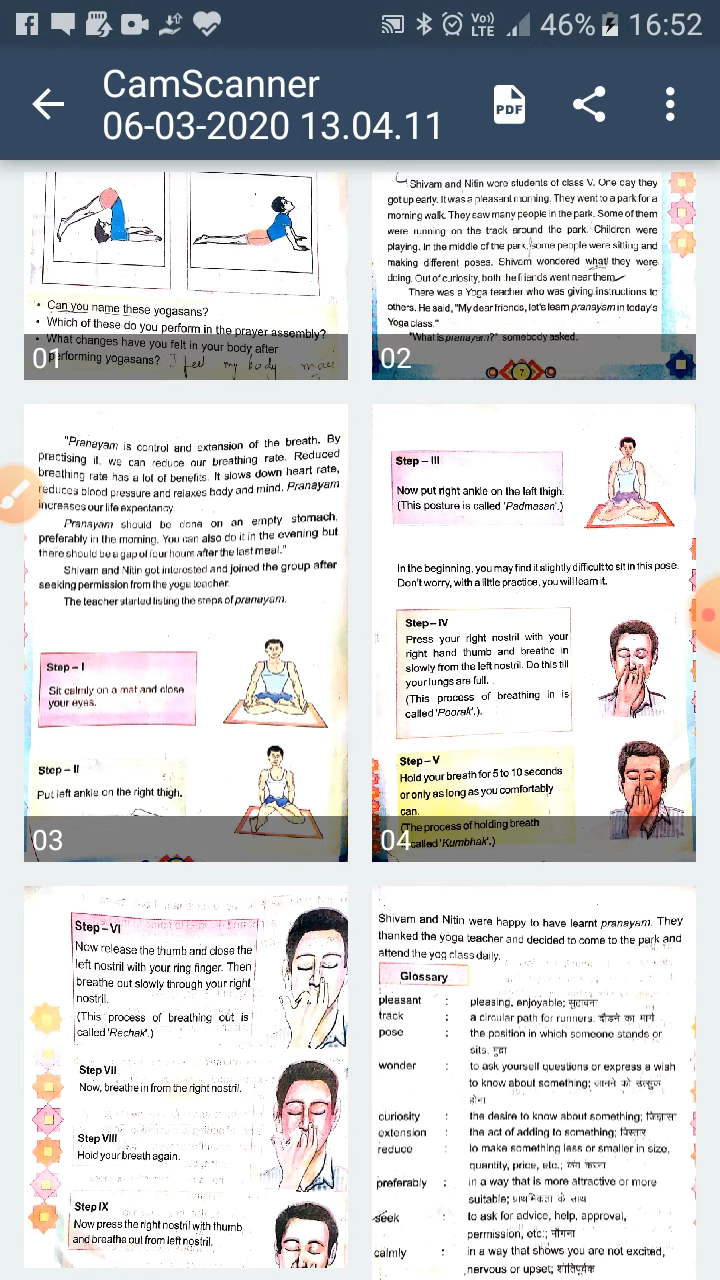 Vo))
LTE
46%
16:52
CamScanner
06-03-2020 13.04.11
PDF
• Can you name these yogasans?
• Which of these do you perform in the prayer assembly?
• What changes have you felt in your body after
performing yogasans? I feel my body
01
Shivam and Nitin were students of class V. One day they
got up early. It was a pleasant morning. They went to a park for a
morning walk. They saw many people in the park. Some of them
were running on the track around the park. Children were
playing. In the middle of the park, some people were sitting and
making different poses. Shivam wondered what they were
doing. Out of curiosity, both the friends went near them.
There was a Yoga teacher who was giving instructions to
others. He said, "My dear friends, let's learn pranayam in today's
Yoga class."
"What is pranayam?" somebody asked.
02
7
"Pranayam is control and extension of the breath. By
practising it, we can reduce our breathing rate. Reduced
breathing rate has a lot of benefits. It slows down heart rate,
reduces blood pressure and relaxes body and mind. Pranayam
increases our life expectancy.
Pranayam should be done on an empty stomach,
preferably in the morning. You can also do it in the evening but
there should be a gap of four hours after the last meal."
Shivam and Nitin got interested and joined the group after
seeking permission from the yoga teacher.
The teacher started listing the steps of pranayam.
Step – I
Sit calmly on a mat and close
your eyes.
Step – II
Put left ankle on the right thigh.
03
Step – III
Now put right ankle on the left thigh.
(This posture is called 'Padmasan'.)
In the beginning, you may find it slightly difficult to sit in this pose.
Don't worry, with a little practice, you will learn it.
Step–IV
Press your right nostril with your
right hand thumb and breathe in
slowly from the left nostril. Do this till
your lungs are full.
(This process of breathing in is
called 'Poorak'.).
Step–V
Hold your breath for 5 to 10 seconds
or only as long as you comfortably
can.
(The process of holding breath
called 'Kumbhak'.)
04
Step–VI
Now release the thumb and close the
left nostril with your ring finger. Then
breathe out slowly through your right
nostril.
(This process of breathing out is
called 'Rechak'.)
Step VII
Now, breathe in from the right nostril.
Step VIII
Hold your breath again.
Step IX
Now press the right nostril with thumb
and breathe out from left nostril.
Shivam and Nitin were happy to have learnt pranayam. They
thanked the yoga teacher and decided to come to the park and
attend the yog class daily.
Glossary
pleasant : pleasing, enjoyable; सुहावना
track : a circular path for runners; दौडने का मार्ग
pose : the position in which someone stands or
sits; मुद्रा
wonder : to ask yourself questions or express a wish
to know about something; जानने को उत्सुक
होना
curiosity : the desire to know about something; जिज्ञासा
extension : the act of adding to something; विस्तार
reduce : to make something less or smaller in size,
quantity, price, etc.; कम करना
preferably : in a way that is more attractive or more
suitable; प्राथमिकता के साथ
seek : to ask for advice, help, approval,
permission, etc.; माँगना
calmly : in a way that shows you are not excited,
nervous or upset; शांतिपूर्वक